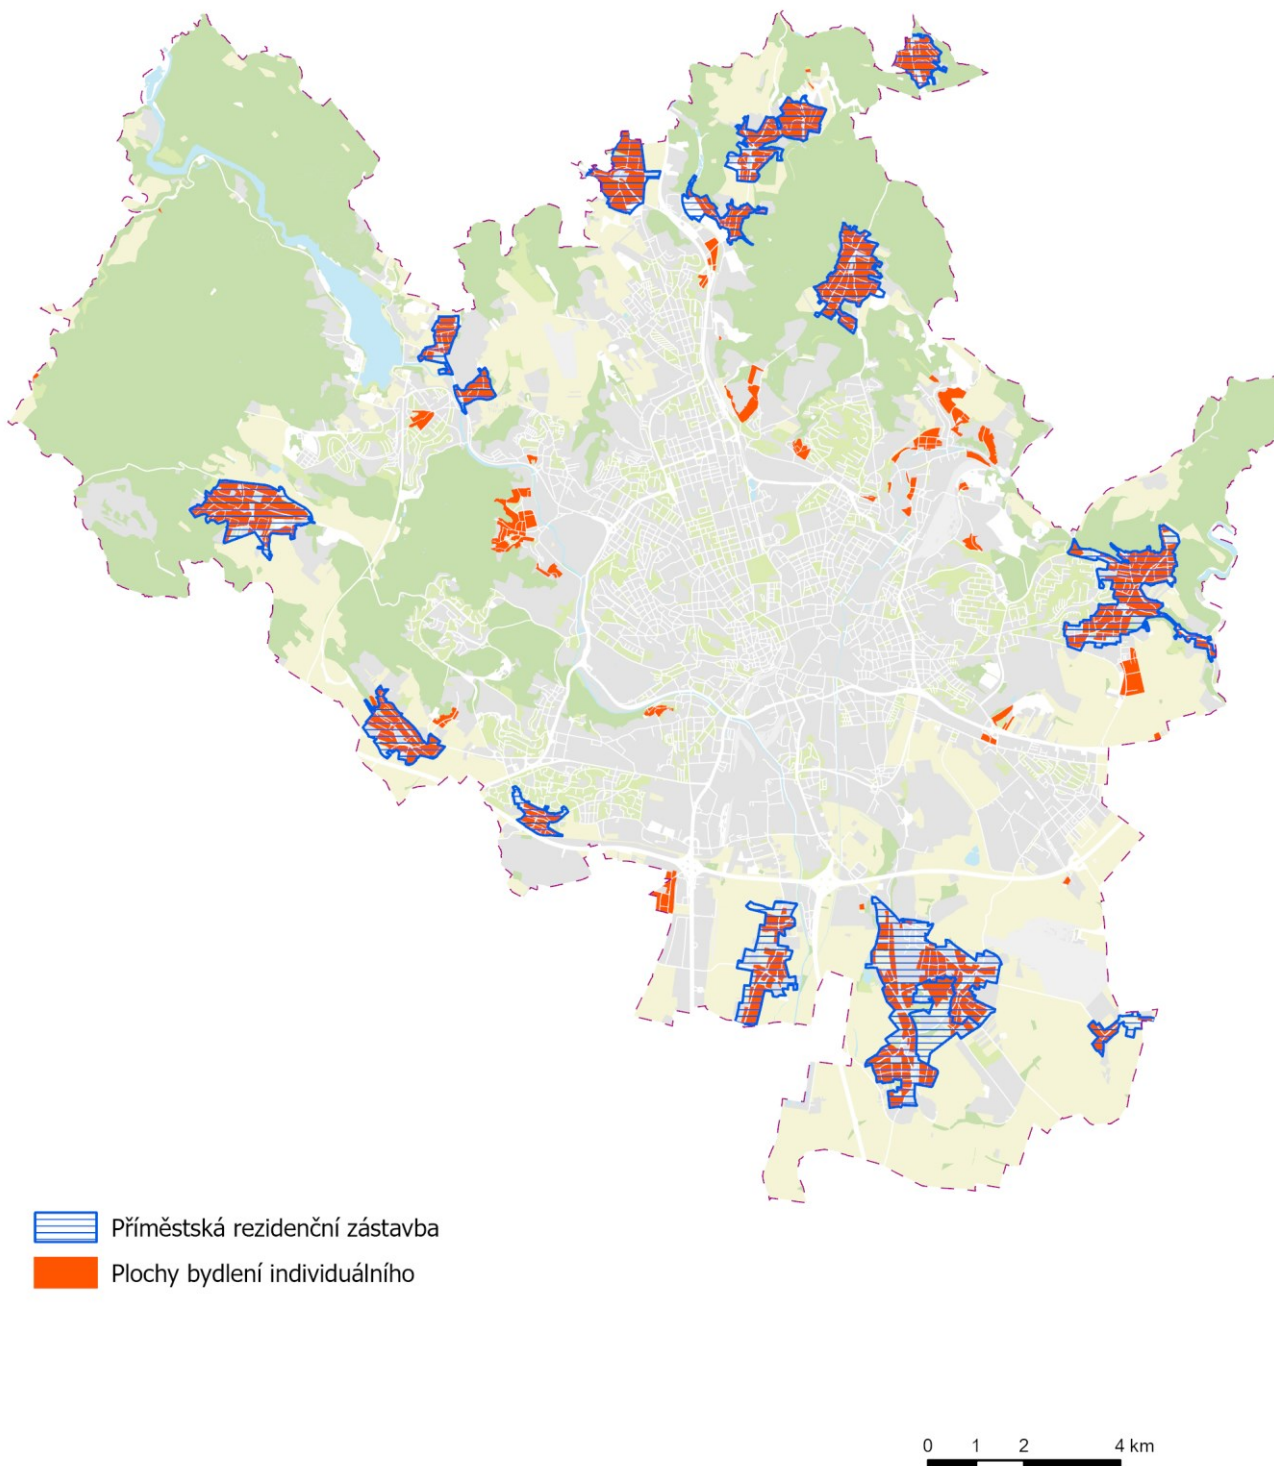 Příměstská rezidenční zástavba
Plochy bydlení individuálního
0 1 2 4 km